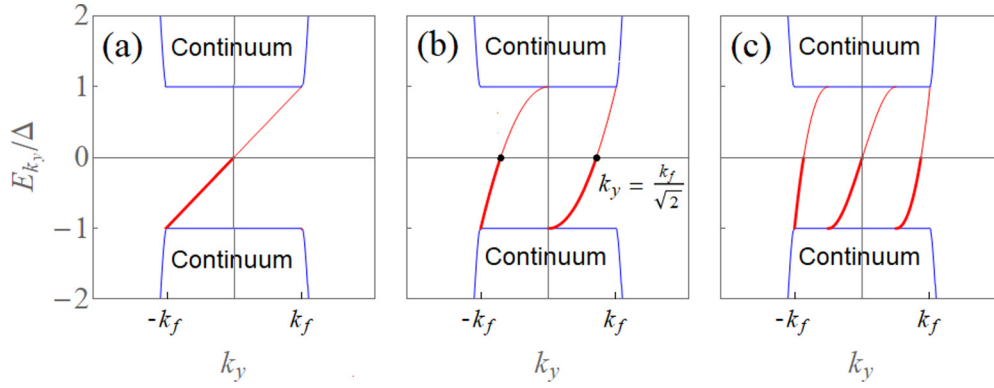 (a) Continuum
(b) Continuum
(c) Continuum
2
1
0
-1
-2
E_{k_y}/Δ
k_y = k_f/√2
Continuum
Continuum
Continuum
-k_f k_f
-k_f k_f
-k_f k_f
k_y
k_y
k_y